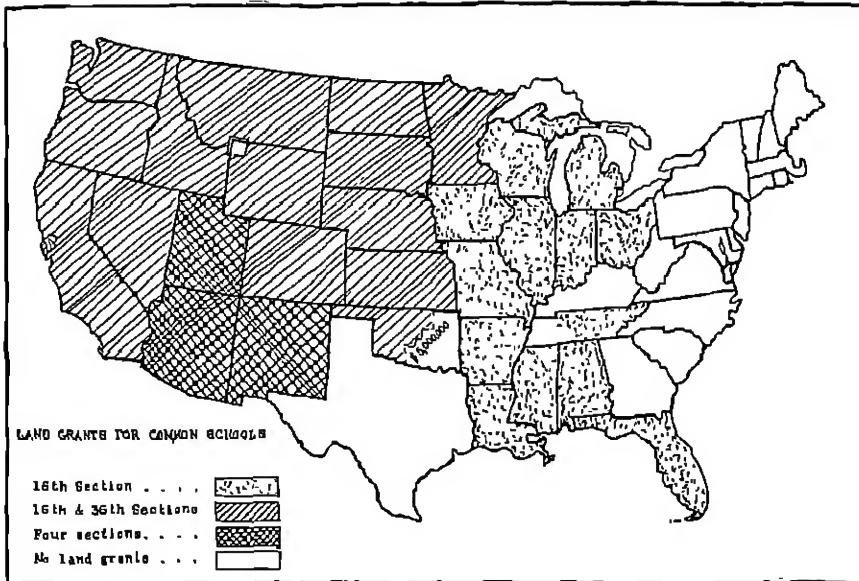 LAND GRANTS FOR COMMON SCHOOLS
16th Section . . . .
16th & 36th Sections
Four sections. . . .
No land grants . . .